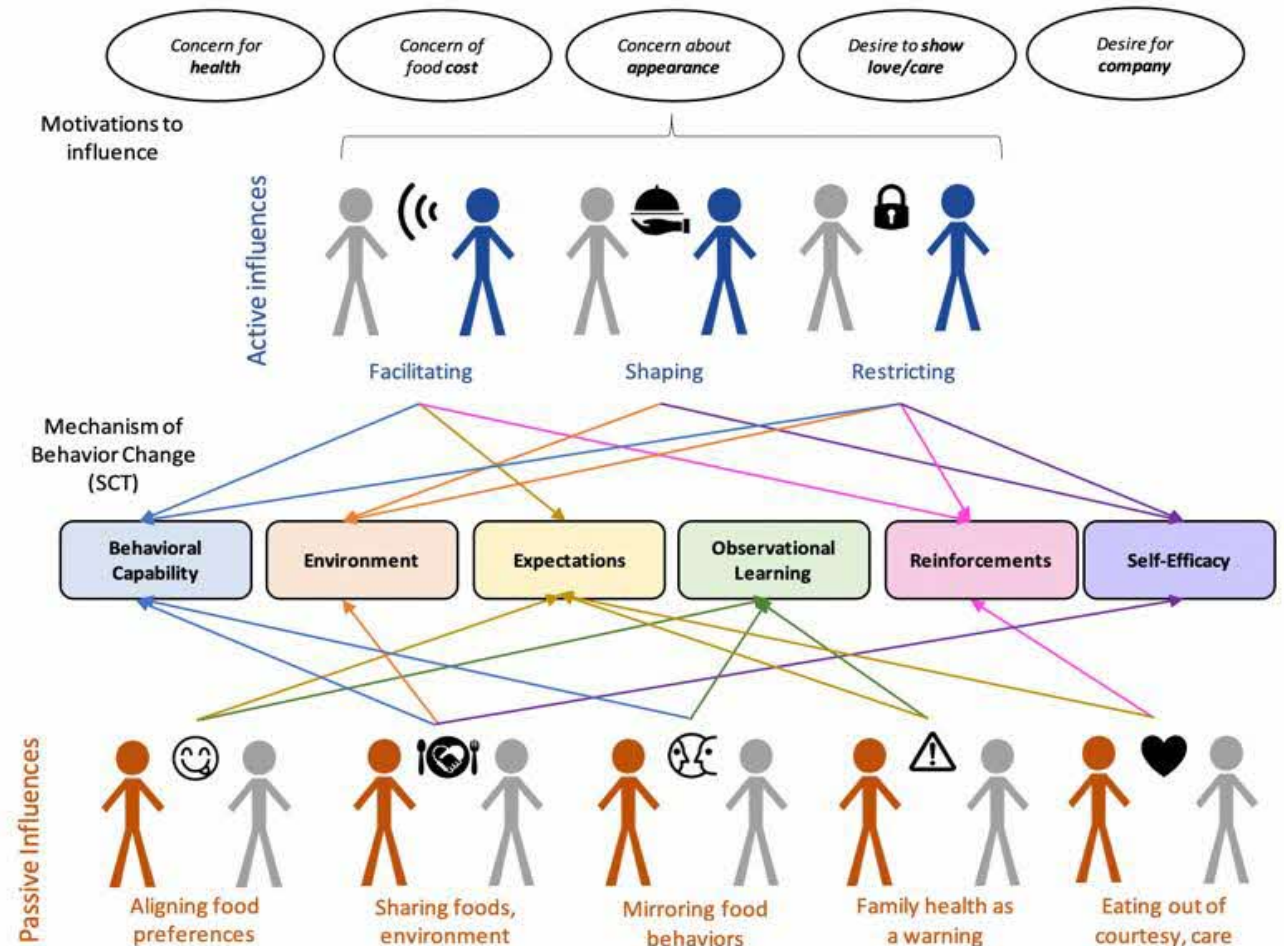 Concern for
health
Concern of
food cost
Concern about
appearance
Desire to show
love/care
Desire for
company
Motivations to
influence
Active influences
Facilitating
Shaping
Restricting
Mechanism of
Behavior Change
(SCT)
Behavioral
Capability
Environment
Expectations
Observational
Learning
Reinforcements
Self-Efficacy
Passive Influences
Aligning food
preferences
Sharing foods,
environment
Mirroring food
behaviors
Family health as
a warning
Eating out of
courtesy, care